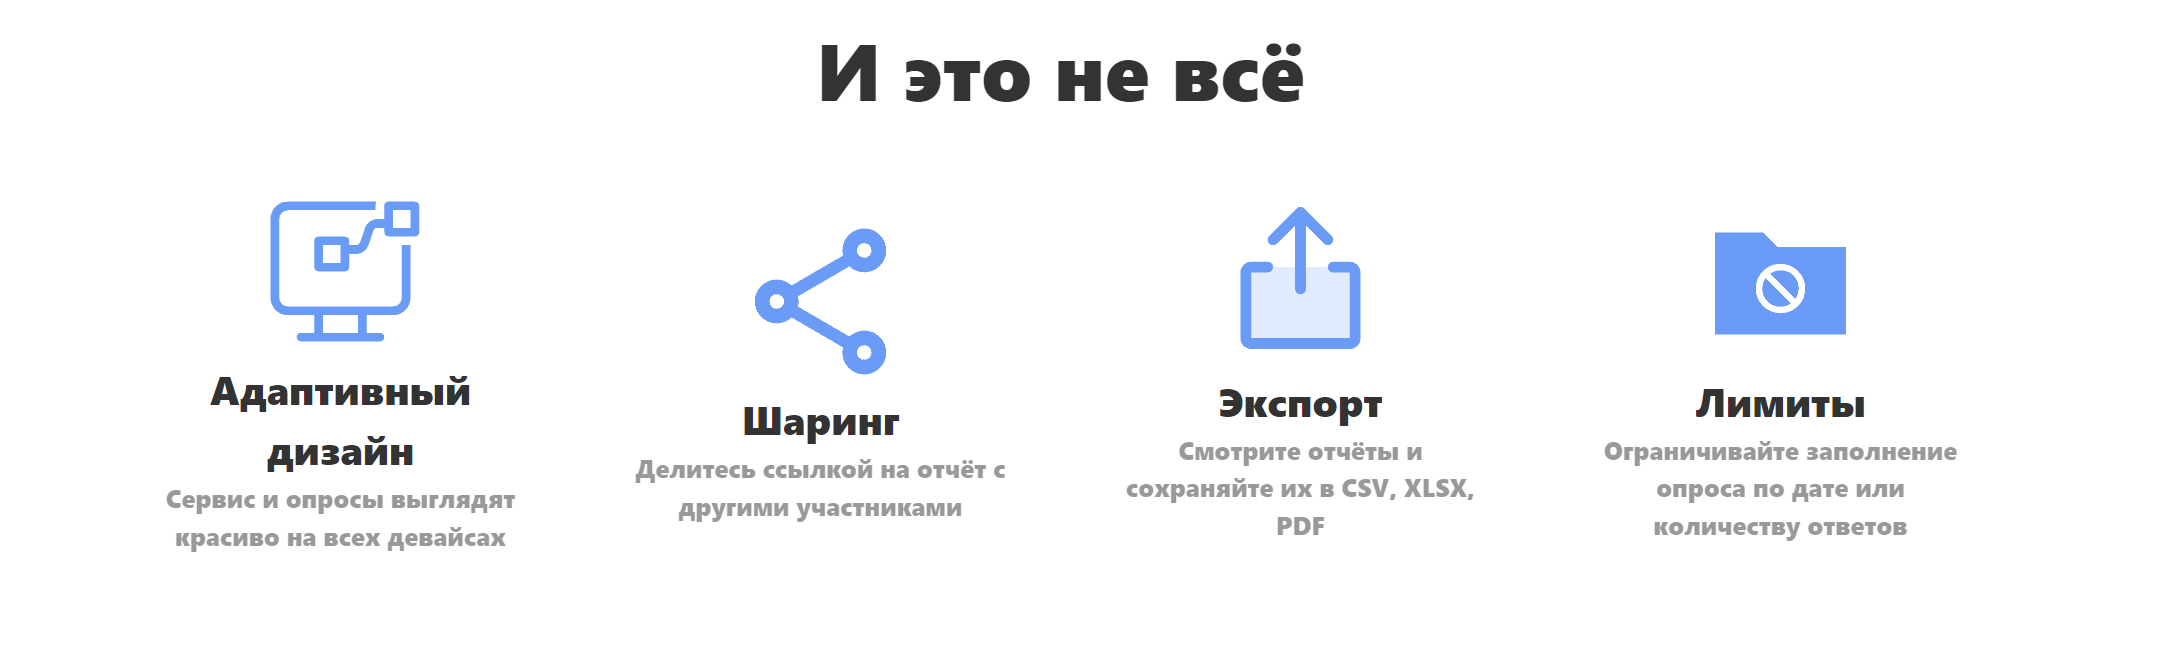 И это не всё
Адаптивный
дизайн
Сервис и опросы выглядят
красиво на всех девайсах
Шаринг
Делитесь ссылкой на отчёт с
другими участниками
Экспорт
Смотрите отчёты и
сохраняйте их в CSV, XLSX,
PDF
Лимиты
Ограничивайте заполнение
опроса по дате или
количеству ответов